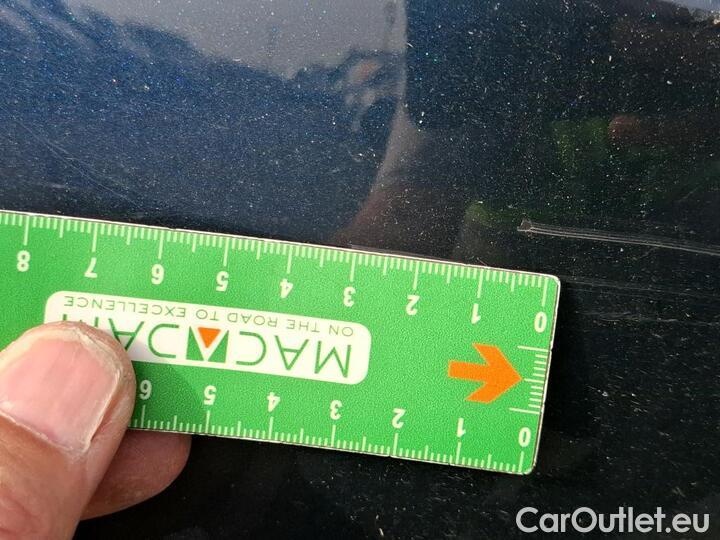 8 7 6 5 4 3 2 1 0
ON THE ROAD TO EXCELLENCE
MACADAM
6 5 4 3 2 1 0
CarOutlet.eu